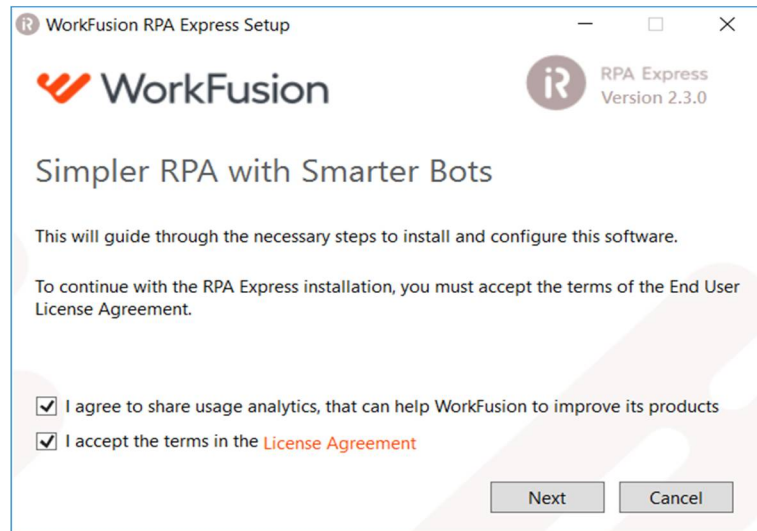 WorkFusion RPA Express Setup
WorkFusion
RPA Express
Version 2.3.0
Simpler RPA with Smarter Bots
This will guide through the necessary steps to install and configure this software.
To continue with the RPA Express installation, you must accept the terms of the End User
License Agreement.
I agree to share usage analytics, that can help WorkFusion to improve its products
I accept the terms in the License Agreement
Next Cancel